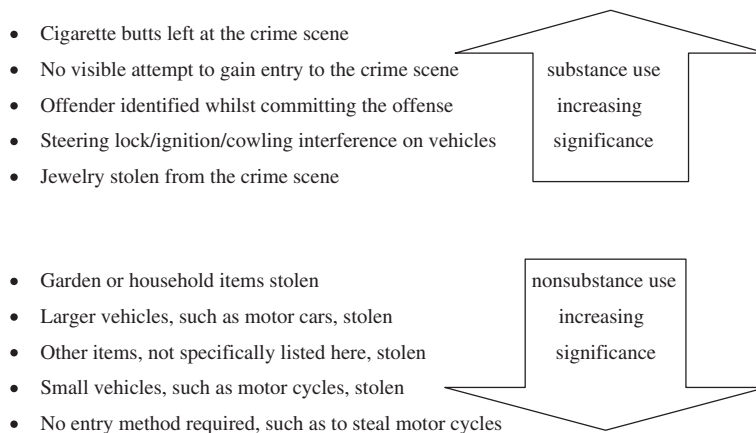 • Cigarette butts left at the crime scene
• No visible attempt to gain entry to the crime scene
• Offender identified whilst committing the offense
• Steering lock/ignition/cowling interference on vehicles
• Jewelry stolen from the crime scene
substance use
increasing
significance
• Garden or household items stolen
• Larger vehicles, such as motor cars, stolen
• Other items, not specifically listed here, stolen
• Small vehicles, such as motor cycles, stolen
• No entry method required, such as to steal motor cycles
nonsubstance use
increasing
significance